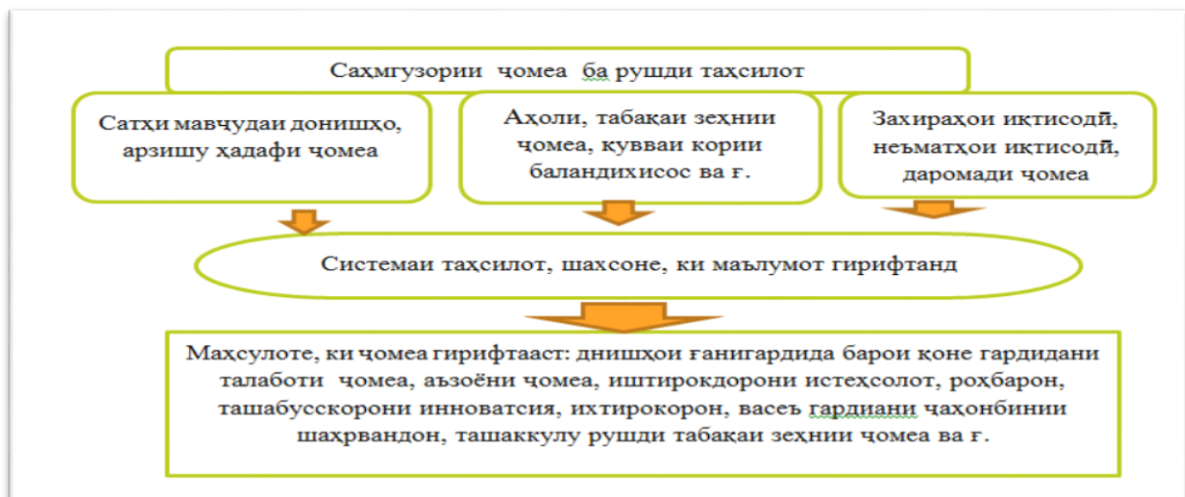 Саҳмгузории ҷомеа ба рушди таҳсилот
Сатҳи мавҷудаи донишҳо,
арзишу ҳадафи ҷомеа
Аҳоли, табақаи зеҳнии
ҷомеа, қувваи кории
баландихисос ва ғ.
Захираҳои иқтисодӣ,
неъматҳои иқтисодӣ,
даромади ҷомеа
Системаи таҳсилот, шахсоне, ки маълумот гирифтанд
Маҳсулоте, ки ҷомеа гирифтааст: днишҳои ғанигардида барои қоне гардидани
талаботи ҷомеа, аъзоёни ҷомеа, иштирокдорони истеҳсолот, роҳбарон,
ташабусскорони инноватсия, ихтирокорон, васеъ гардиани ҷаҳонбинии
шаҳрвандон, ташаккулу рушди табақаи зеҳнии ҷомеа ва ғ.